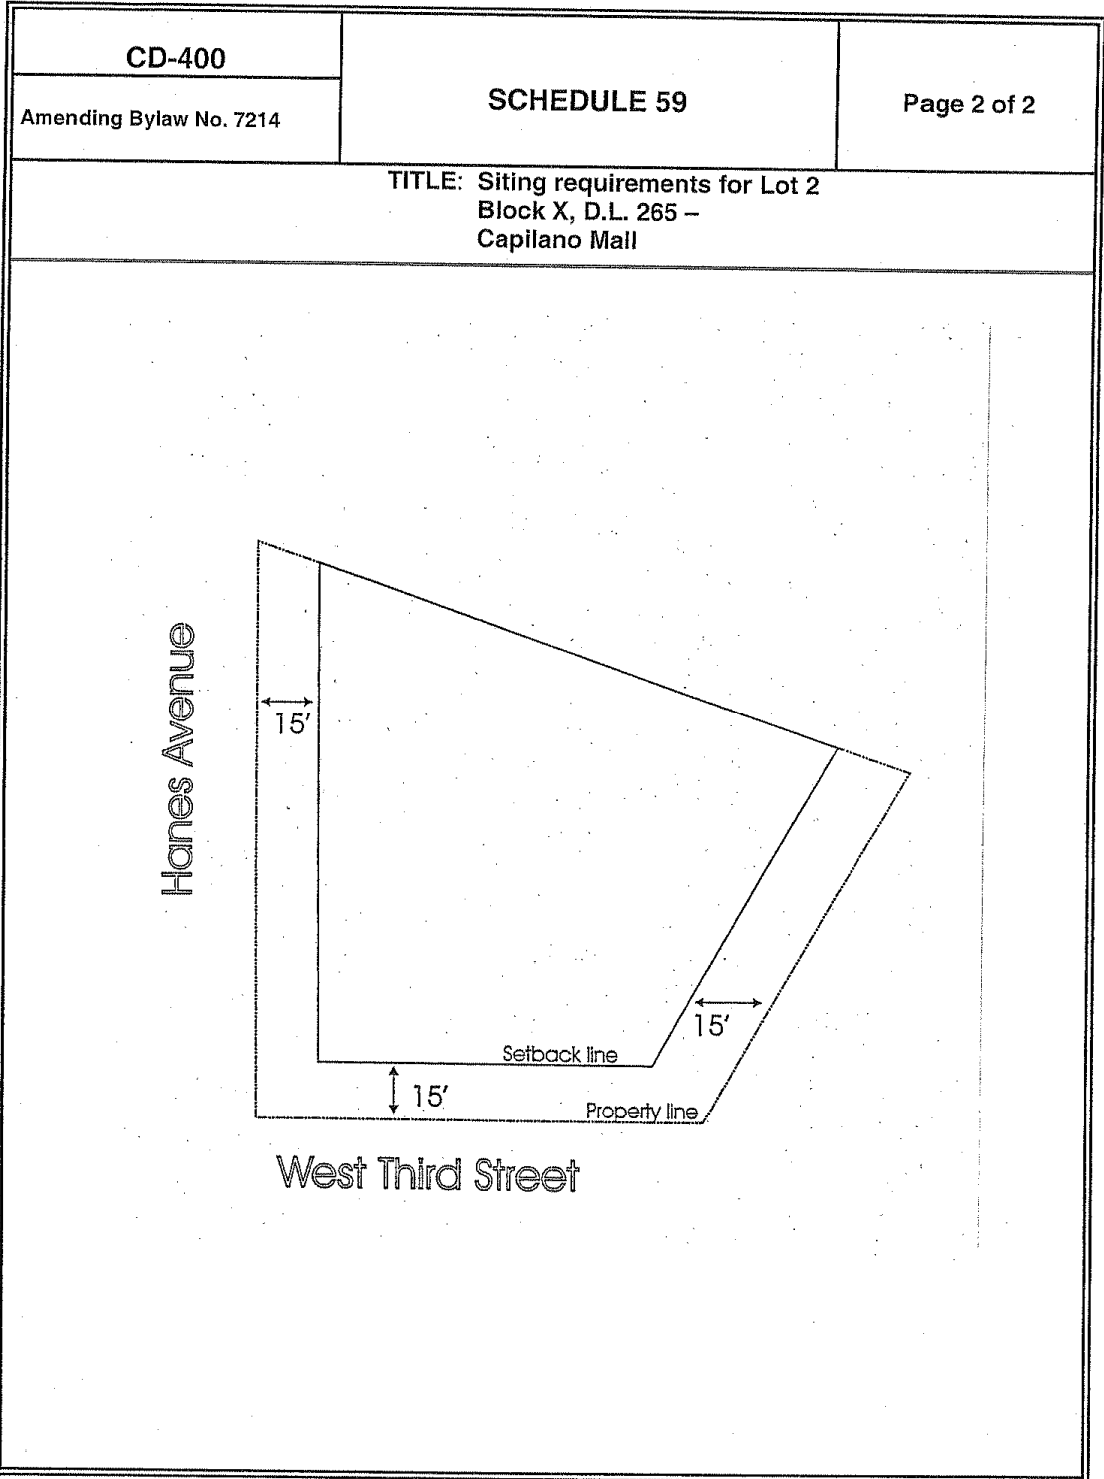 CD-400
Amending Bylaw No. 7214
SCHEDULE 59
Page 2 of 2
TITLE: Siting requirements for Lot 2
Block X, D.L. 265 –
Capilano Mall
Hanes Avenue
15′
15′
Setback line
15′
Property line
West Third Street